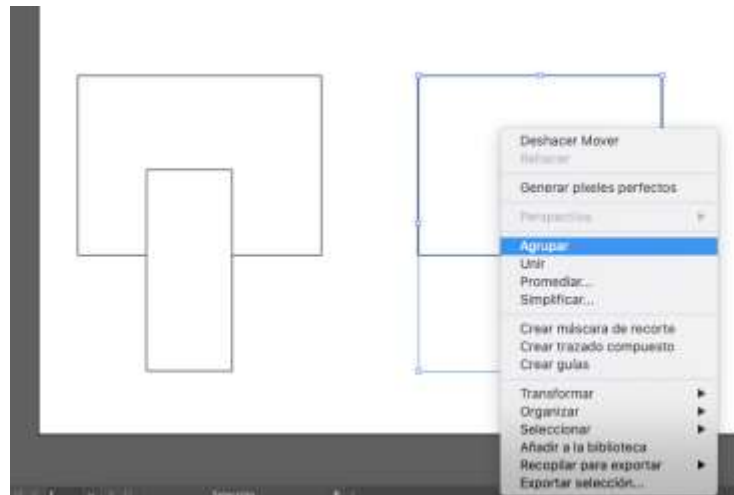 Deshacer Mover
Rehacer
Generar píxeles perfectos
Perspectiva
Agrupar
Unir
Promediar...
Simplificar...
Crear máscara de recorte
Crear trazado compuesto
Crear guías
Transformar
Organizar
Seleccionar
Añadir a la biblioteca
Recopilar para exportar
Exportar selección...